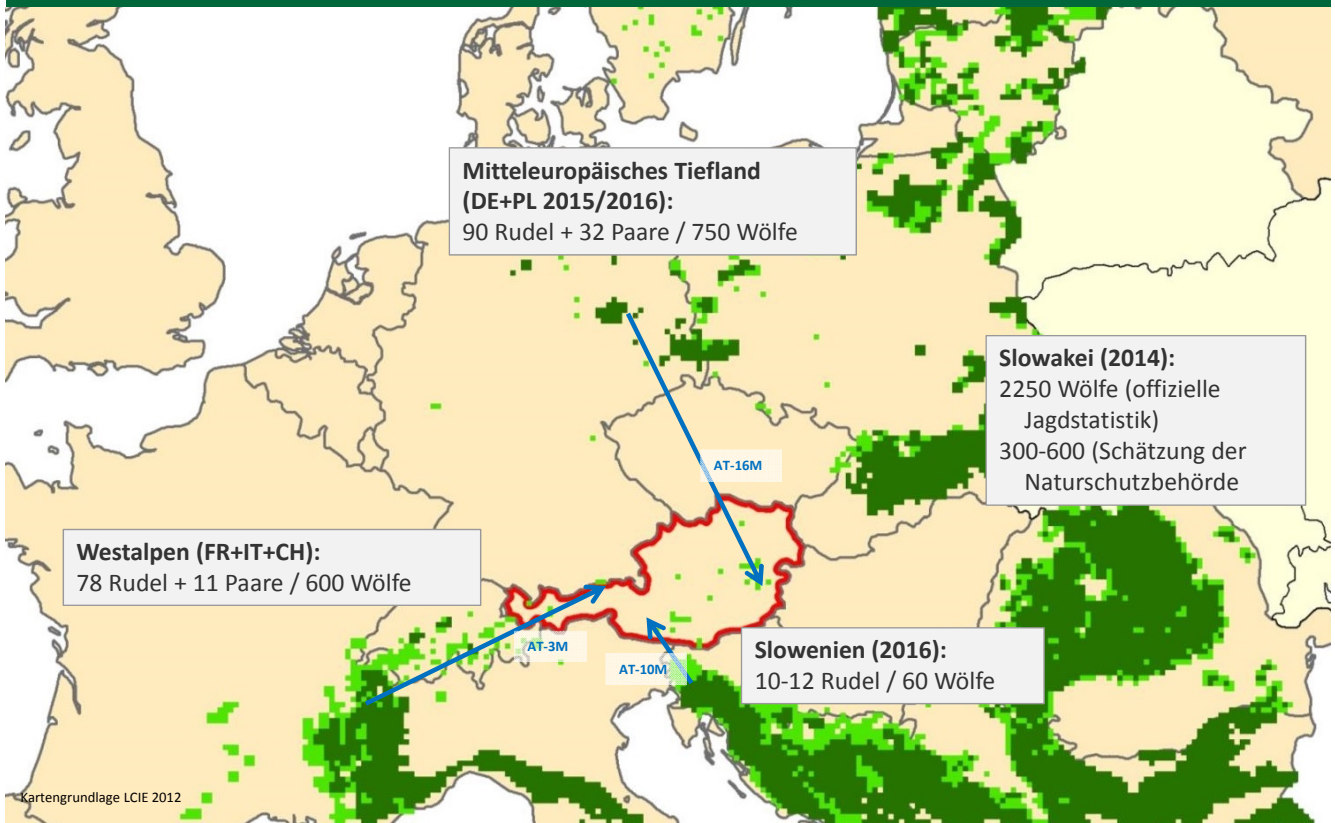 Mitteleuropäisches Tiefland
(DE+PL 2015/2016):
90 Rudel + 32 Paare / 750 Wölfe
Slowakei (2014):
2250 Wölfe (offizielle
Jagdstatistik)
300-600 (Schätzung der
Naturschutzbehörde
AT-16M
Westalpen (FR+IT+CH):
78 Rudel + 11 Paare / 600 Wölfe
AT-3M
AT-10M
Slowenien (2016):
10-12 Rudel / 60 Wölfe
Kartengrundlage LCIE 2012